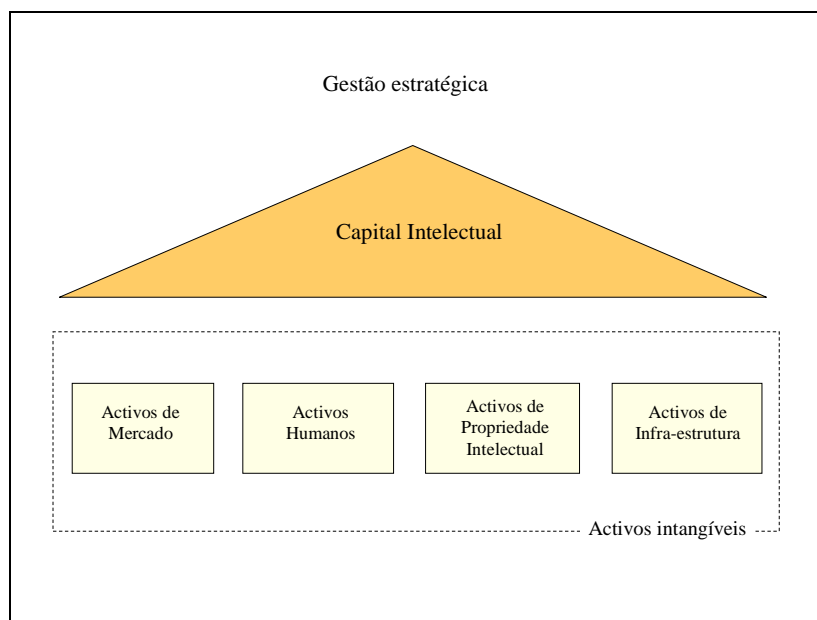 Gestão estratégica
Capital Intelectual
Activos de
Mercado
Activos
Humanos
Activos de
Propriedade
Intelectual
Activos de
Infra-estrutura
Activos intangíveis